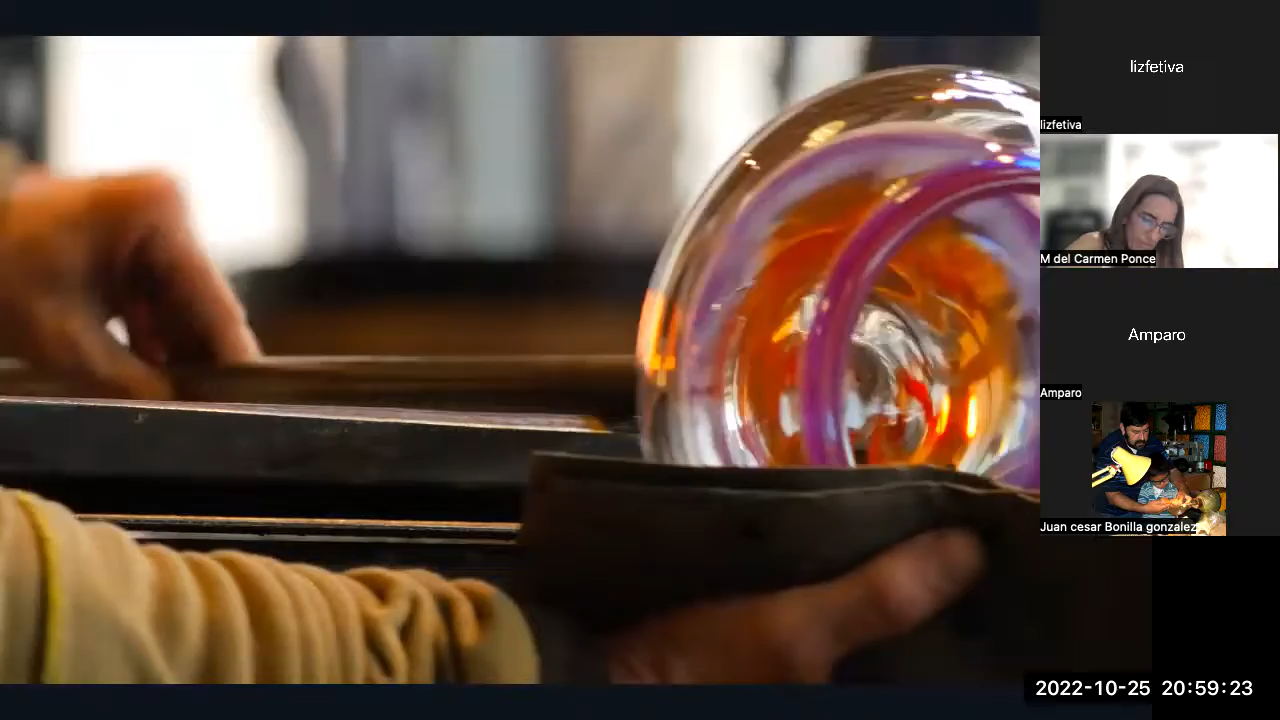 lizfetiva
lizfetiva
M del Carmen Ponce
Amparo
Amparo
Juan cesar Bonilla gonzalez
2022-10-25 20:59:23